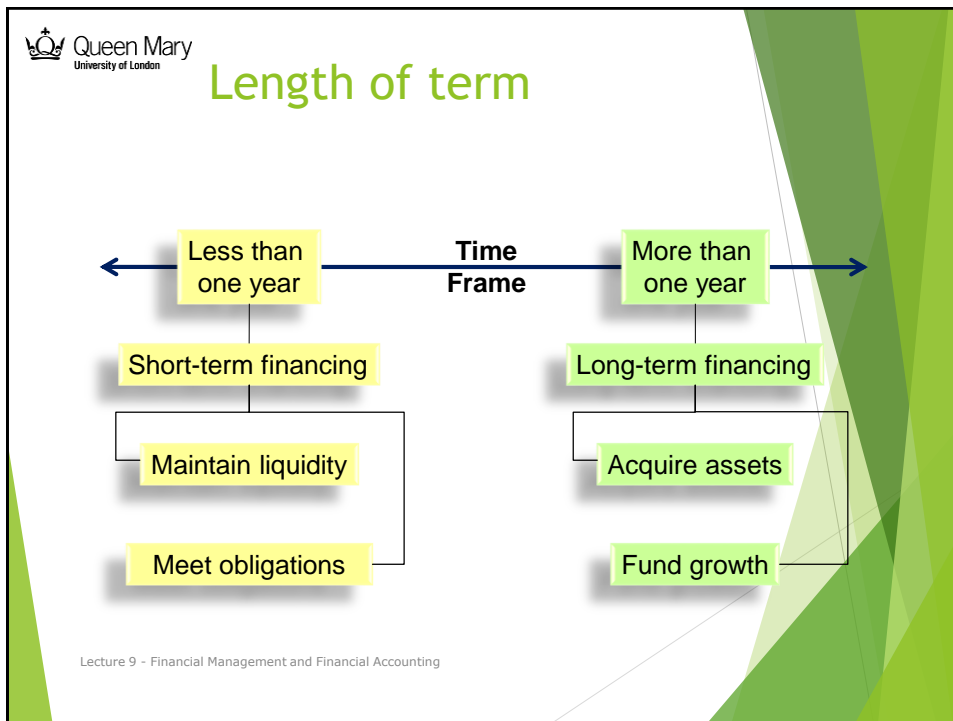 Queen Mary
University of London
Length of term
Less than
one year
Time
Frame
More than
one year
Short-term financing
Long-term financing
Maintain liquidity
Acquire assets
Meet obligations
Fund growth
Lecture 9 - Financial Management and Financial Accounting